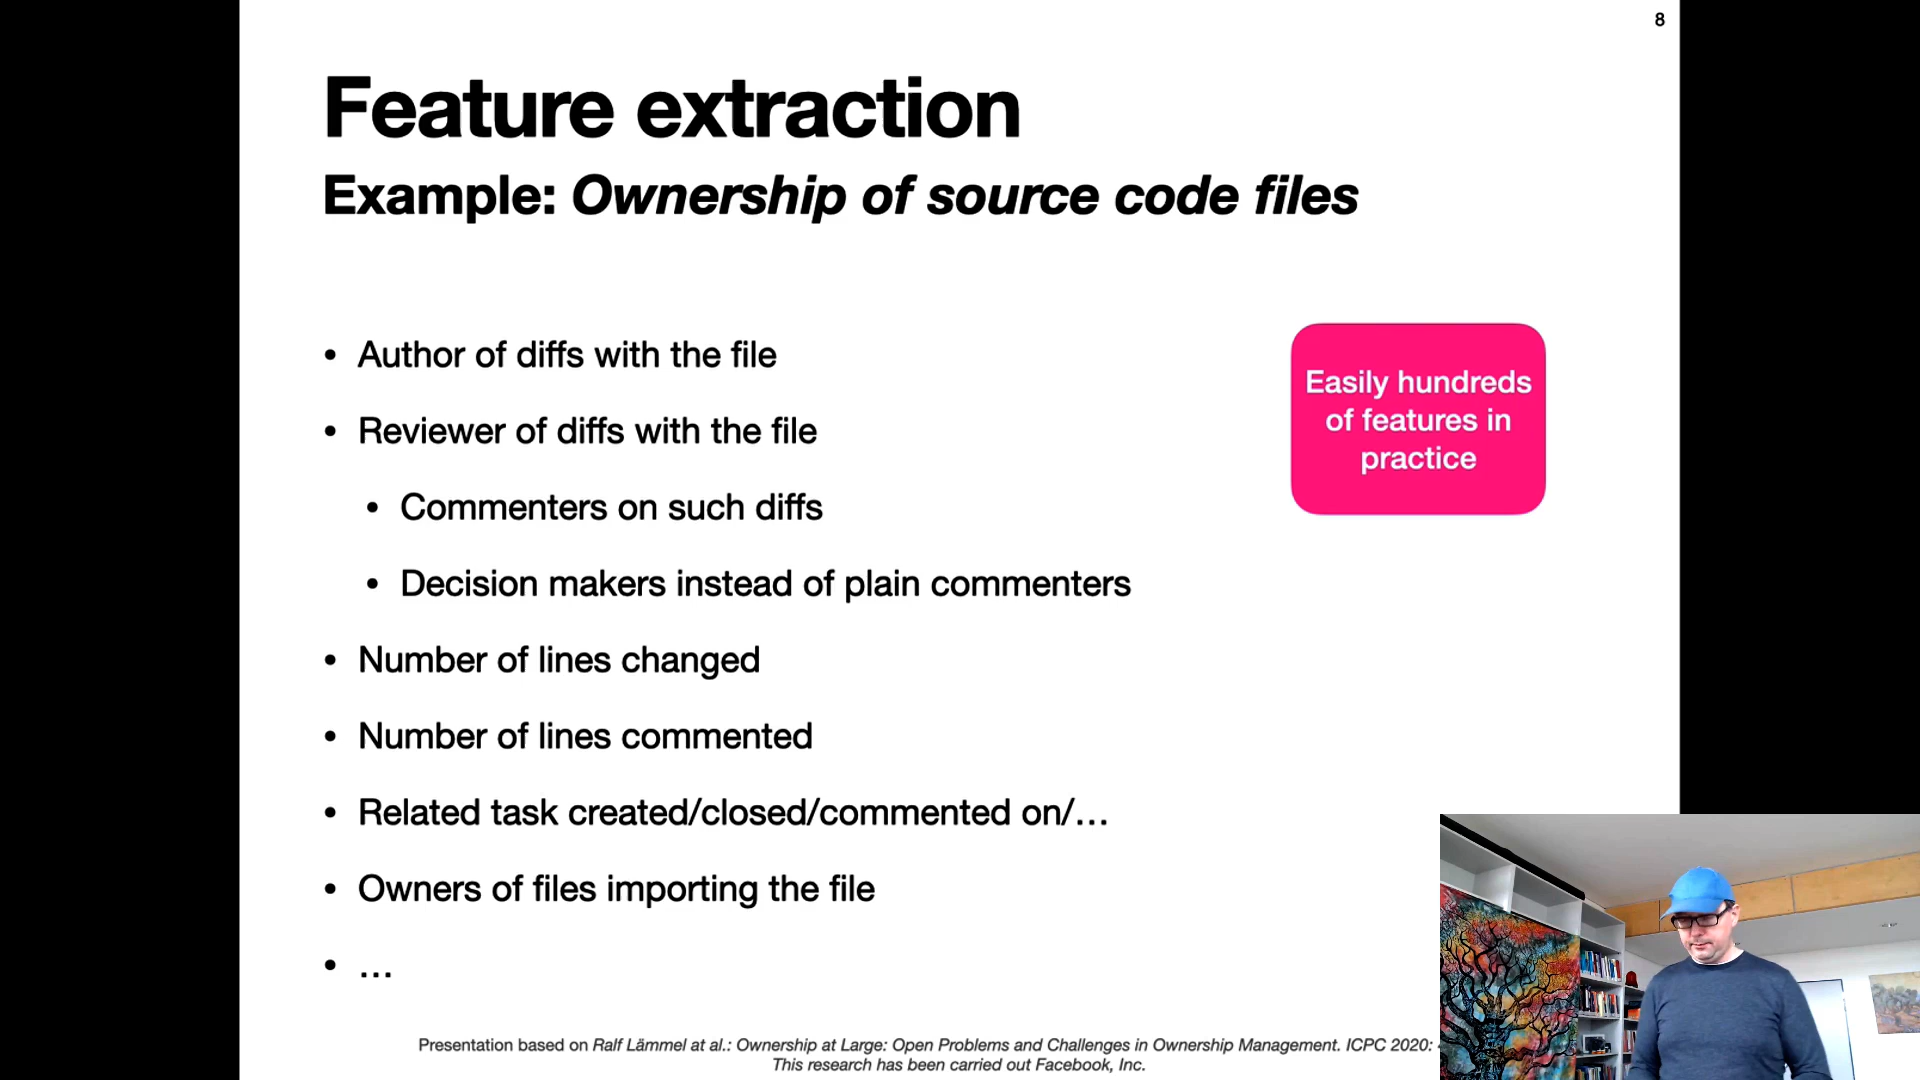 8
Feature extraction
Example: Ownership of source code files
• Author of diffs with the file
• Reviewer of diffs with the file
• Commenters on such diffs
• Decision makers instead of plain commenters
• Number of lines changed
• Number of lines commented
• Related task created/closed/commented on/…
• Owners of files importing the file
• …
Easily hundreds
of features in
practice
Presentation based on Ralf Lämmel at al.: Ownership at Large: Open Problems and Challenges in Ownership Management. ICPC 2020:
This research has been carried out Facebook, Inc.